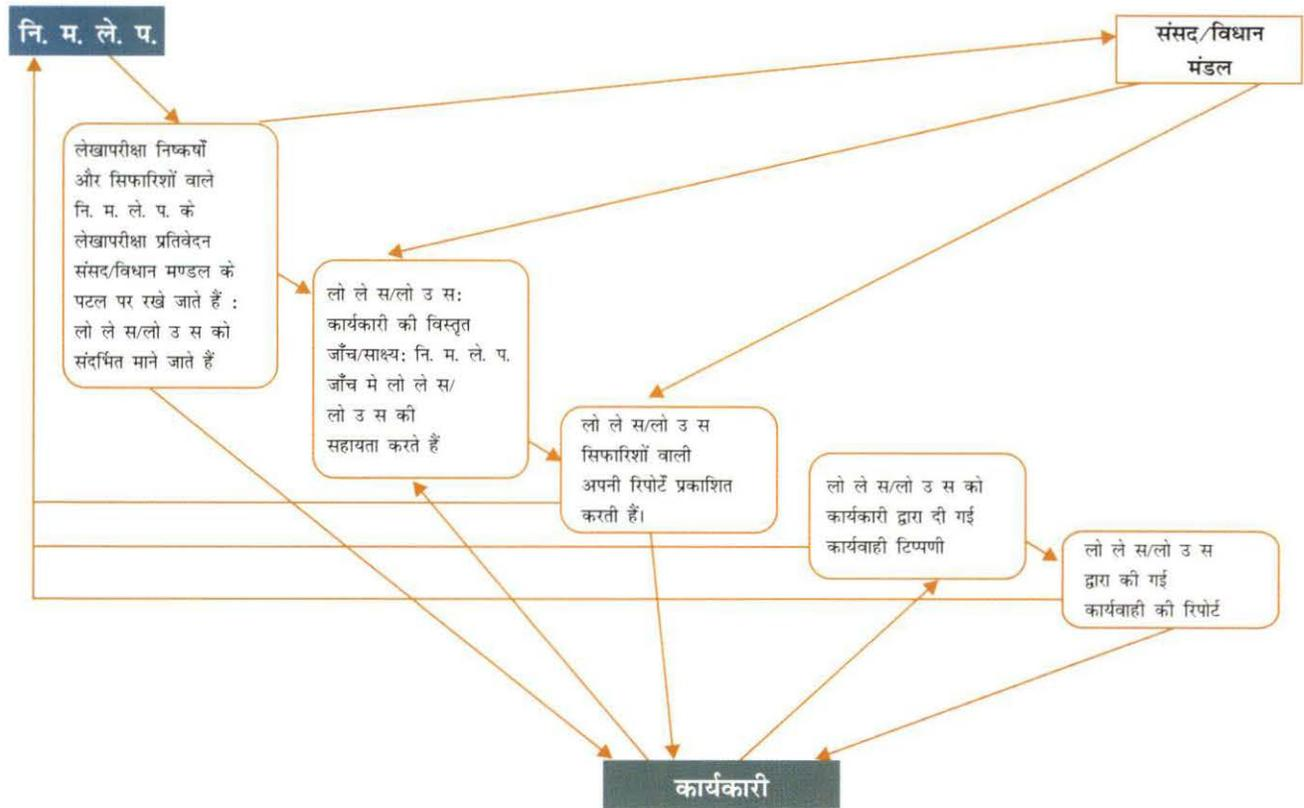 नि. म. ले. प.
संसद/विधान
मंडल
लेखापरीक्षा निष्कर्षों
और सिफारिशों वाले
नि. म. ले. प. के
लेखापरीक्षा प्रतिवेदन
संसद/विधान मण्डल के
पटल पर रखे जाते हैं :
लो ले स/लो उ स को
संदर्भित माने जाते हैं
लो ले स/लो उ स:
कार्यकारी की विस्तृत
जाँच/साक्ष्य: नि. म. ले. प.
जाँच मे लो ले स/
लो उ स की
सहायता करते हैं
लो ले स/लो उ स
सिफारिशों वाली
अपनी रिपोर्टें प्रकाशित
करती हैं।
लो ले स/लो उ स को
कार्यकारी द्वारा दी गई
कार्यवाही टिप्पणी
लो ले स/लो उ स
द्वारा की गई
कार्यवाही की रिपोर्ट
कार्यकारी